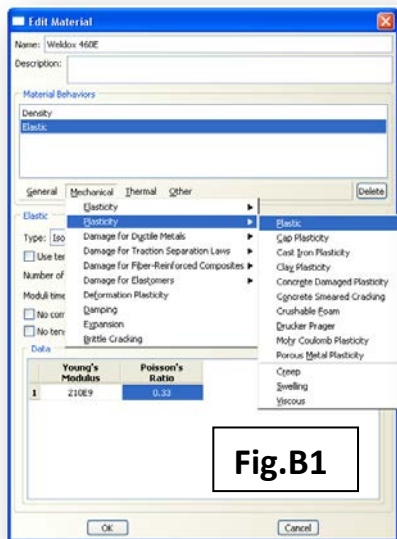 Edit Material
Name: Weldox 460E
Description:
Material Behaviors
Density
Elastic
General Mechanical Thermal Other Delete
Elasticity
Plasticity
Damage for Ductile Metals
Damage for Traction Separation Laws
Damage for Fiber-Reinforced Composites
Damage for Elastomers
Deformation Plasticity
Damping
Expansion
Brittle Cracking
Plastic
Cap Plasticity
Cast Iron Plasticity
Clay Plasticity
Concrete Damaged Plasticity
Concrete Smeared Cracking
Crushable Foam
Drucker Prager
Mohr Coulomb Plasticity
Porous Metal Plasticity
Creep
Swelling
Viscous
Elastic
Type: Iso
Use ten
Number of
Moduli time
No com
No tens
Data
Young's Modulus
Poisson's Ratio
1 210E9 0.33
Fig.B1
OK Cancel